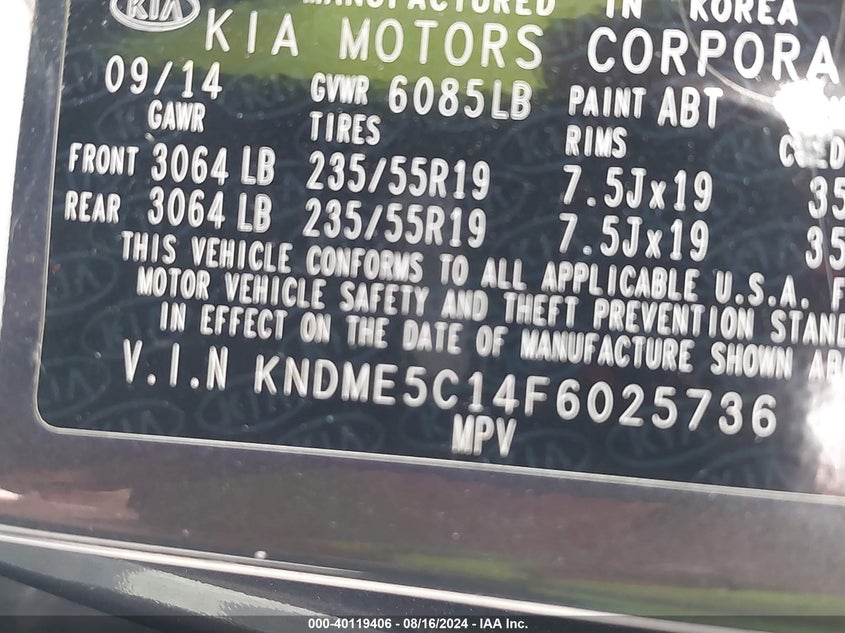 MANUFACTURED IN KOREA
KIA KIA MOTORS CORPORA
09/14 GVWR 6085LB PAINT ABT
GAWR TIRES RIMS
FRONT 3064 LB 235/55R19 7.5Jx19 35
REAR 3064 LB 235/55R19 7.5Jx19 35
THIS VEHICLE CONFORMS TO ALL APPLICABLE U.S.A. F
MOTOR VEHICLE SAFETY AND THEFT PREVENTION STAND
IN EFFECT ON THE DATE OF MANUFACTURE SHOWN AB
V.I.N KNDME5C14F6025736
MPV
000-40119406 - 08/16/2024 - IAA Inc.